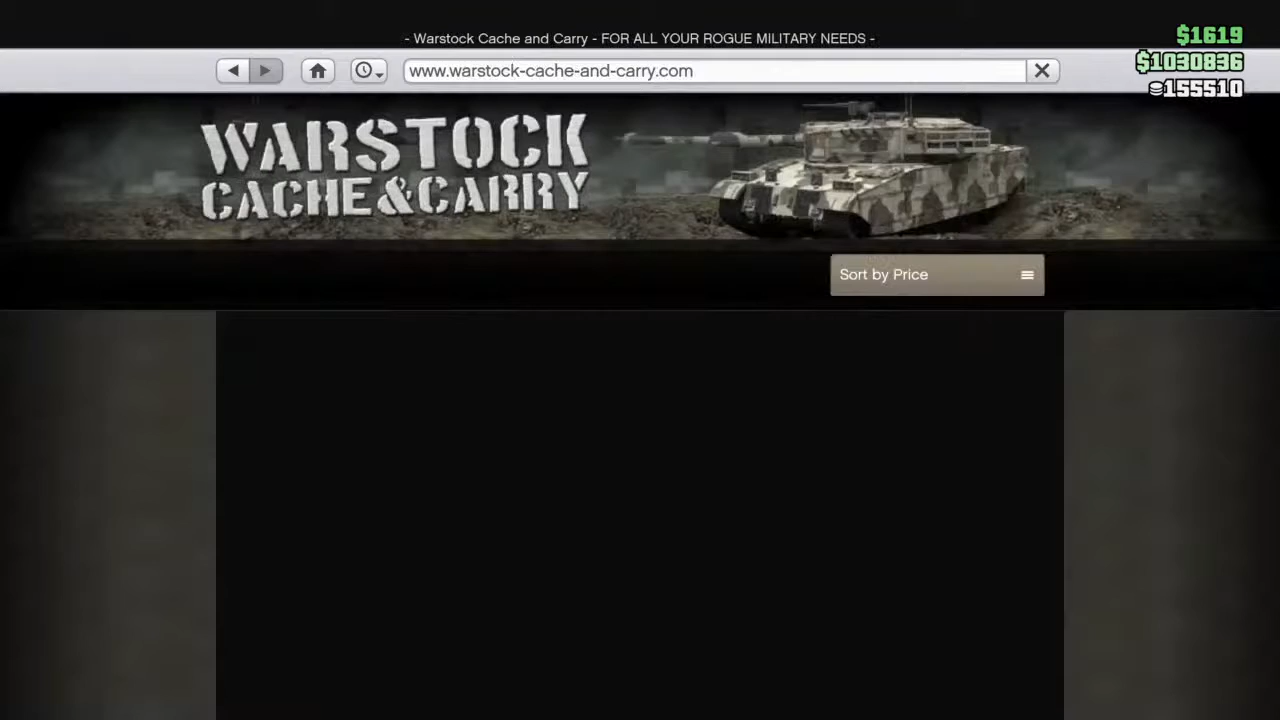 - Warstock Cache and Carry - FOR ALL YOUR ROGUE MILITARY NEEDS -
$1619
$1030836
155510
www.warstock-cache-and-carry.com
WARSTOCK
CACHE&CARRY
Sort by Price